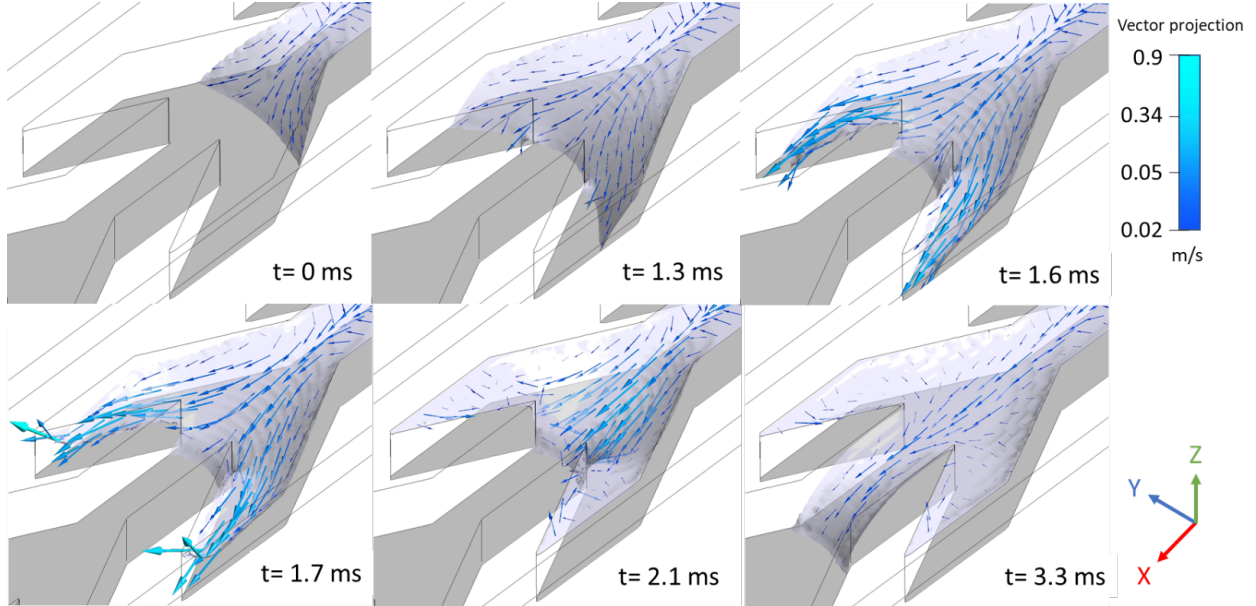 Vector projection
0.9
0.34
0.05
0.02
m/s
t= 0 ms
t= 1.3 ms
t= 1.6 ms
t= 1.7 ms
t= 2.1 ms
t= 3.3 ms
Z
Y
X